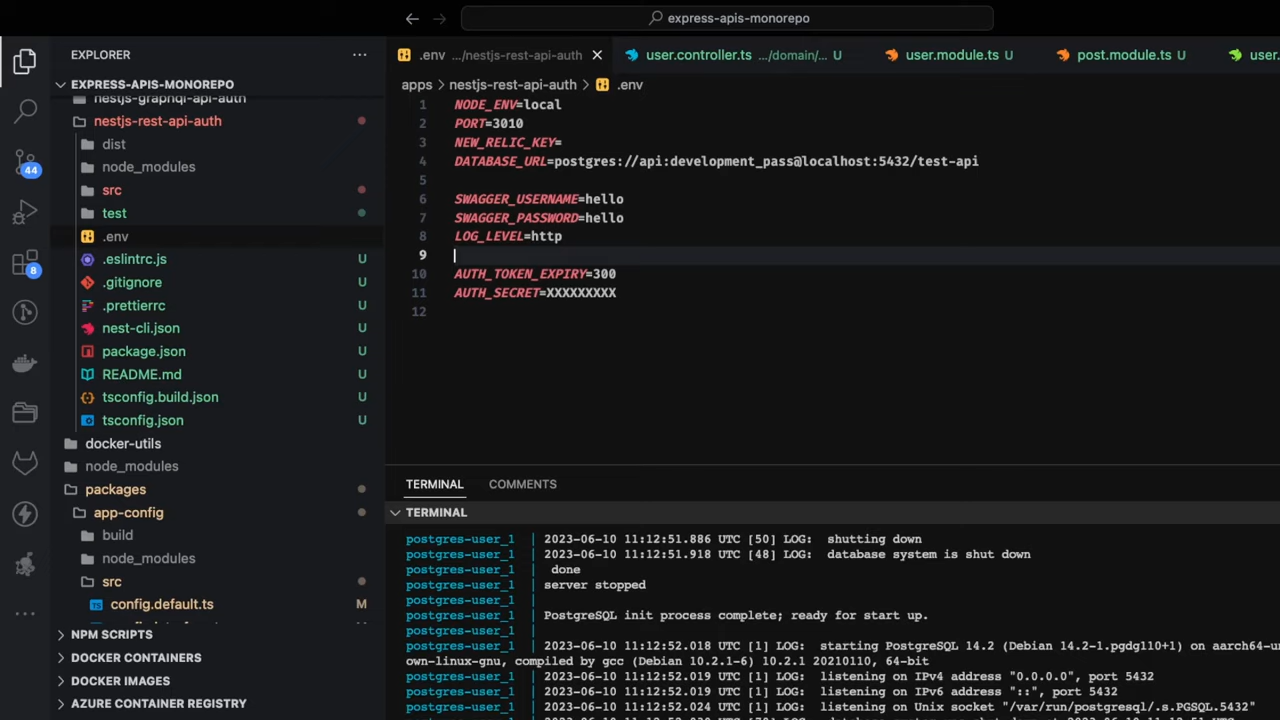 express-apis-monorepo
EXPLORER
EXPRESS-APIS-MONOREPO
nestjs-graphql-api-auth
nestjs-rest-api-auth
dist
node_modules
src
test
.env
.eslintrc.js U
.gitignore U
.prettierrc U
nest-cli.json U
package.json U
README.md U
tsconfig.build.json U
tsconfig.json U
docker-utils
node_modules
packages
app-config
build
node_modules
src
config.default.ts M
NPM SCRIPTS
DOCKER CONTAINERS
DOCKER IMAGES
AZURE CONTAINER REGISTRY
44
8
.env .../nestjs-rest-api-auth
user.controller.ts .../domain/... U
user.module.ts U
post.module.ts U
user.
apps > nestjs-rest-api-auth > .env
1 NODE_ENV=local
2 PORT=3010
3 NEW_RELIC_KEY=
4 DATABASE_URL=postgres://api:development_pass@localhost:5432/test-api
5
6 SWAGGER_USERNAME=hello
7 SWAGGER_PASSWORD=hello
8 LOG_LEVEL=http
9
10 AUTH_TOKEN_EXPIRY=300
11 AUTH_SECRET=XXXXXXXXX
12
TERMINAL COMMENTS
TERMINAL
postgres-user_1 | 2023-06-10 11:12:51.886 UTC [50] LOG: shutting down
postgres-user_1 | 2023-06-10 11:12:51.918 UTC [48] LOG: database system is shut down
postgres-user_1 | done
postgres-user_1 | server stopped
postgres-user_1 |
postgres-user_1 | PostgreSQL init process complete; ready for start up.
postgres-user_1 |
postgres-user_1 | 2023-06-10 11:12:52.018 UTC [1] LOG: starting PostgreSQL 14.2 (Debian 14.2-1.pgdg110+1) on aarch64-u
own-linux-gnu, compiled by gcc (Debian 10.2.1-6) 10.2.1 20210110, 64-bit
postgres-user_1 | 2023-06-10 11:12:52.019 UTC [1] LOG: listening on IPv4 address "0.0.0.0", port 5432
postgres-user_1 | 2023-06-10 11:12:52.019 UTC [1] LOG: listening on IPv6 address "::", port 5432
postgres-user_1 | 2023-06-10 11:12:52.024 UTC [1] LOG: listening on Unix socket "/var/run/postgresql/.s.PGSQL.5432"